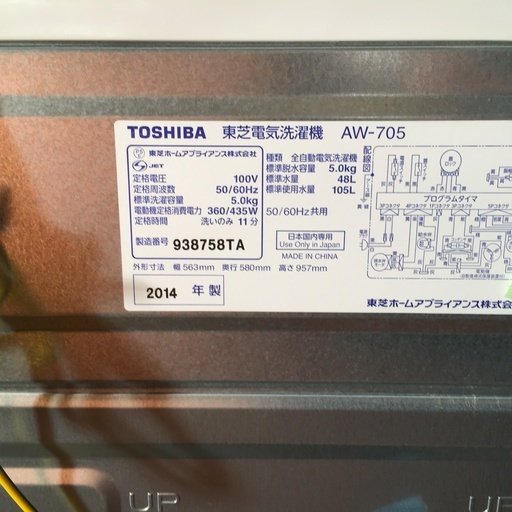 TOSHIBA 東芝電気洗濯機 AW-705
東芝ホームアプライアンス株式会社
JET
定格電圧 100V
定格周波数 50/60Hz
標準洗濯容量 5.0kg
電動機定格消費電力 360/435W
定格時間 洗いのみ 11分
製造番号 938758TA
種類 全自動電気洗濯機
標準脱水容量 5.0kg
標準水量 48L
標準使用水量 105L
50/60Hz共用
日本国内専用
Use Only in Japan
MADE IN CHINA
外形寸法 幅 563mm 奥行 580mm 高さ 957mm
2014 年 製
配線図
プログラムタイマ
東芝ホームアプライアンス株式会社
UP
UP